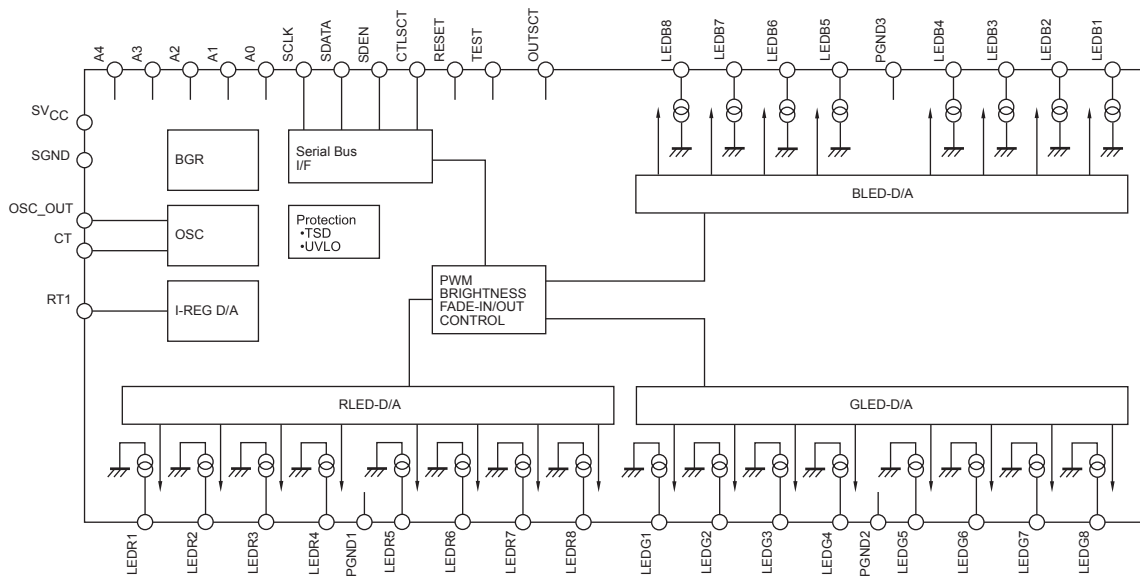 A4
A3
A2
A1
A0
SCLK
SDATA
SDEN
CTLSCT
RESET
TEST
OUTSCT
LEDB8
LEDB7
LEDB6
LEDB5
PGND3
LEDB4
LEDB3
LEDB2
LEDB1
SVCC
SGND
OSC_OUT
CT
RT1
BGR
OSC
I-REG D/A
Serial Bus
I/F
Protection
•TSD
•UVLO
BLED-D/A
PWM
BRIGHTNESS
FADE-IN/OUT
CONTROL
RLED-D/A
GLED-D/A
LEDR1
LEDR2
LEDR3
LEDR4
PGND1
LEDR5
LEDR6
LEDR7
LEDR8
LEDG1
LEDG2
LEDG3
LEDG4
PGND2
LEDG5
LEDG6
LEDG7
LEDG8